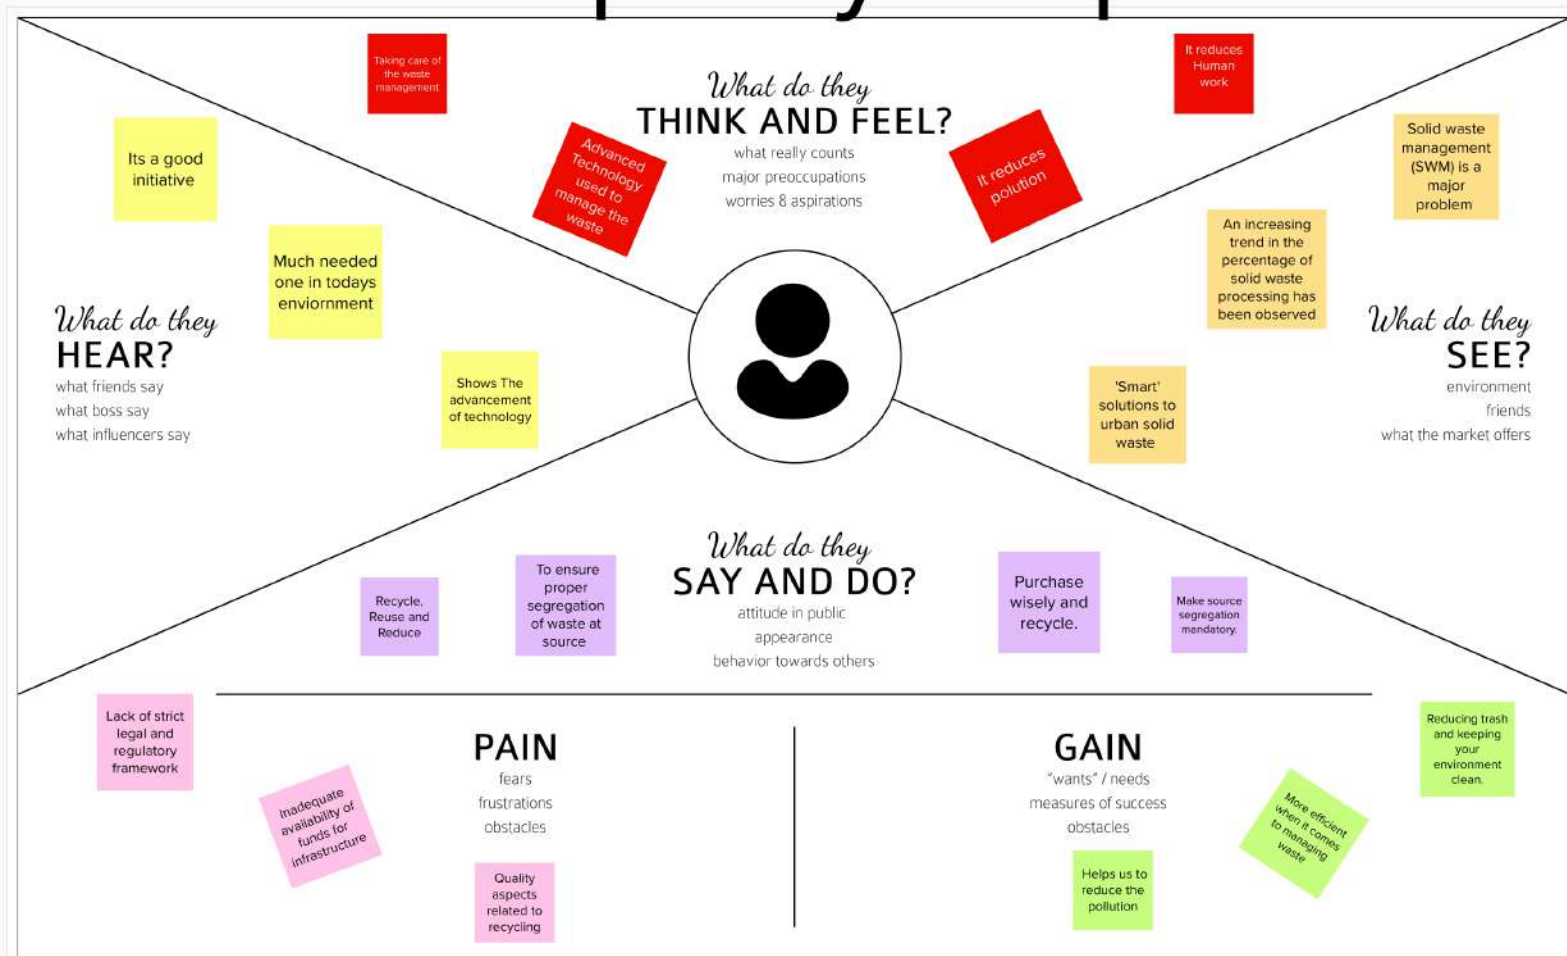 Taking care of
the waste
management
Advanced
Technology
used to
manage the
waste
What do they
THINK AND FEEL?
what really counts
major preoccupations
worries & aspirations
It reduces
polution
It reduces
Human
work
Its a good
initiative
Much needed
one in todays
enviornment
Shows The
advancement
of technology
What do they
HEAR?
what friends say
what boss say
what influencers say
Solid waste
management
(SWM) is a
major
problem
An increasing
trend in the
percentage of
solid waste
processing has
been observed
'Smart'
solutions to
urban solid
waste
What do they
SEE?
environment
friends
what the market offers
Recycle,
Reuse and
Reduce
To ensure
proper
segregation
of waste at
source
What do they
SAY AND DO?
attitude in public
appearance
behavior towards others
Purchase
wisely and
recycle.
Make source
segregation
mandatory.
Lack of strict
legal and
regulatory
framework
Inadequate
availability of
funds for
infrastructure
PAIN
fears
frustrations
obstacles
Quality
aspects
related to
recycling
GAIN
"wants" / needs
measures of success
obstacles
Helps us to
reduce the
pollution
More efficient
when it comes
to managing
waste
Reducing trash
and keeping
your
environment
clean.